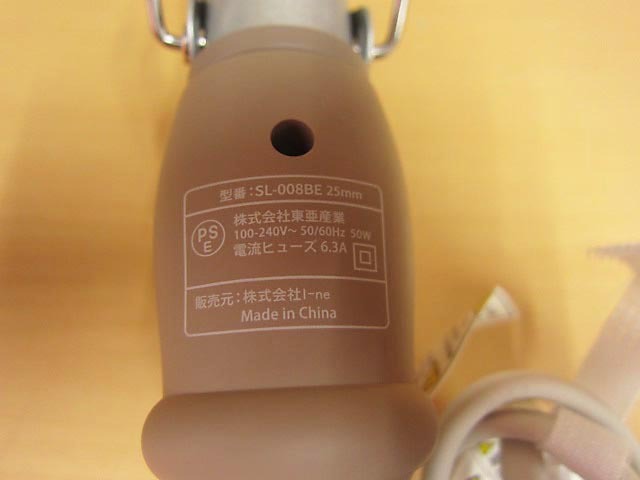 型番：SL-008BE 25mm
PS
E
株式会社東亜産業
100-240V～ 50/60Hz 50W
電流ヒューズ 6.3A
販売元：株式会社I-ne
Made in China